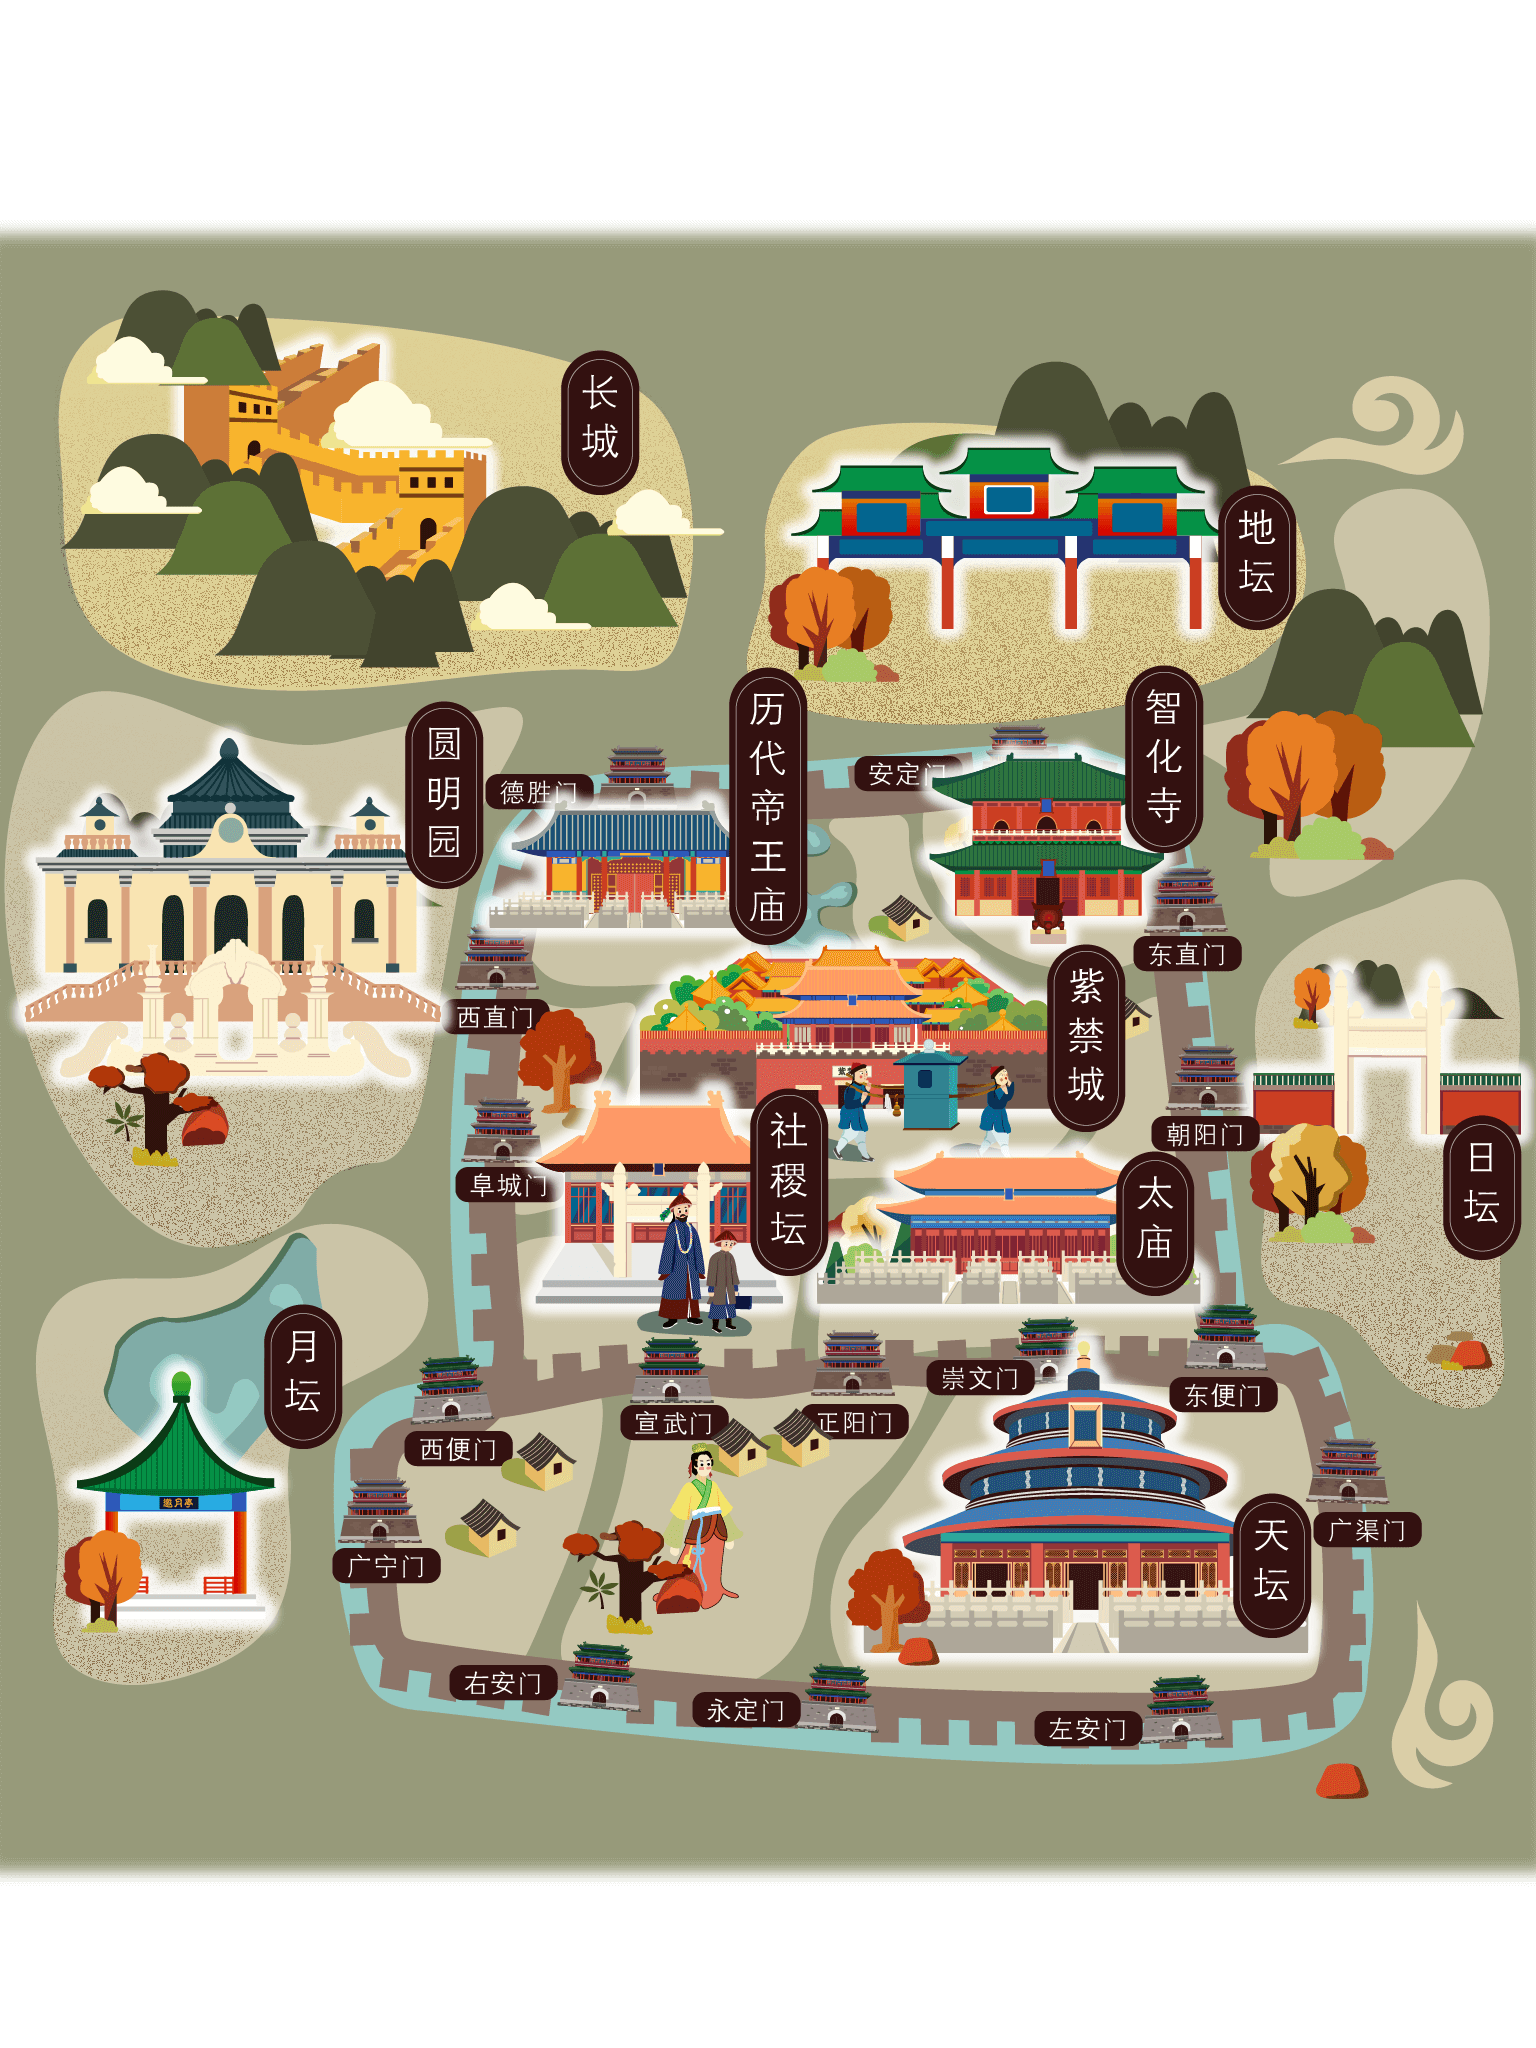 长城
地坛
历代帝王庙
智化寺
圆明园
德胜门
安定门
东直门
紫禁城
西直门
社稷坛
朝阳门
日坛
阜城门
太庙
月坛
崇文门
东便门
宣武门
正阳门
西便门
天坛
广渠门
邀月亭
广宁门
右安门
永定门
左安门